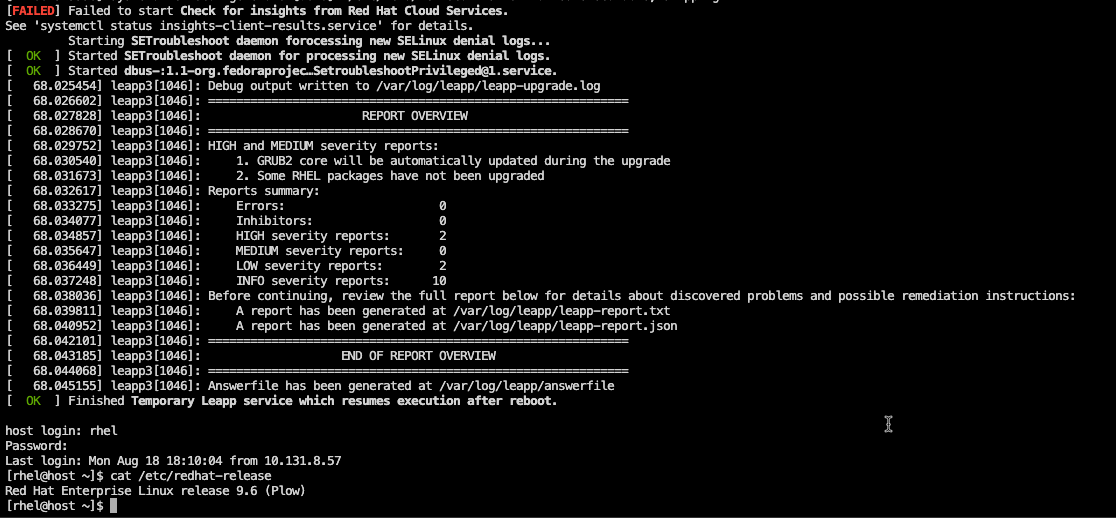 [FAILED] Failed to start Check for insights from Red Hat Cloud Services.
See 'systemctl status insights-client-results.service' for details.
         Starting SETroubleshoot daemon forocessing new SELinux denial logs...
[  OK  ] Started SETroubleshoot daemon for processing new SELinux denial logs.
[  OK  ] Started dbus-:1.1-org.fedoraprojec…SetroubleshootPrivileged@1.service.
[   68.025454] leapp3[1046]: Debug output written to /var/log/leapp/leapp-upgrade.log
[   68.026602] leapp3[1046]: ============================================================
[   68.027828] leapp3[1046]:                       REPORT OVERVIEW
[   68.028670] leapp3[1046]: ============================================================
[   68.029752] leapp3[1046]: HIGH and MEDIUM severity reports:
[   68.030540] leapp3[1046]:     1. GRUB2 core will be automatically updated during the upgrade
[   68.031673] leapp3[1046]:     2. Some RHEL packages have not been upgraded
[   68.032617] leapp3[1046]: Reports summary:
[   68.033275] leapp3[1046]:     Errors:                      0
[   68.034077] leapp3[1046]:     Inhibitors:                  0
[   68.034857] leapp3[1046]:     HIGH severity reports:       2
[   68.035647] leapp3[1046]:     MEDIUM severity reports:     0
[   68.036449] leapp3[1046]:     LOW severity reports:        2
[   68.037248] leapp3[1046]:     INFO severity reports:      10
[   68.038036] leapp3[1046]: Before continuing, review the full report below for details about discovered problems and possible remediation instructions:
[   68.039811] leapp3[1046]:     A report has been generated at /var/log/leapp/leapp-report.txt
[   68.040952] leapp3[1046]:     A report has been generated at /var/log/leapp/leapp-report.json
[   68.042101] leapp3[1046]: ============================================================
[   68.043185] leapp3[1046]:                    END OF REPORT OVERVIEW
[   68.044068] leapp3[1046]: ============================================================
[   68.045155] leapp3[1046]: Answerfile has been generated at /var/log/leapp/answerfile
[  OK  ] Finished Temporary Leapp service which resumes execution after reboot.
host login: rhel
Password:
Last login: Mon Aug 18 18:10:04 from 10.131.8.57
[rhel@host ~]$ cat /etc/redhat-release
Red Hat Enterprise Linux release 9.6 (Plow)
[rhel@host ~]$